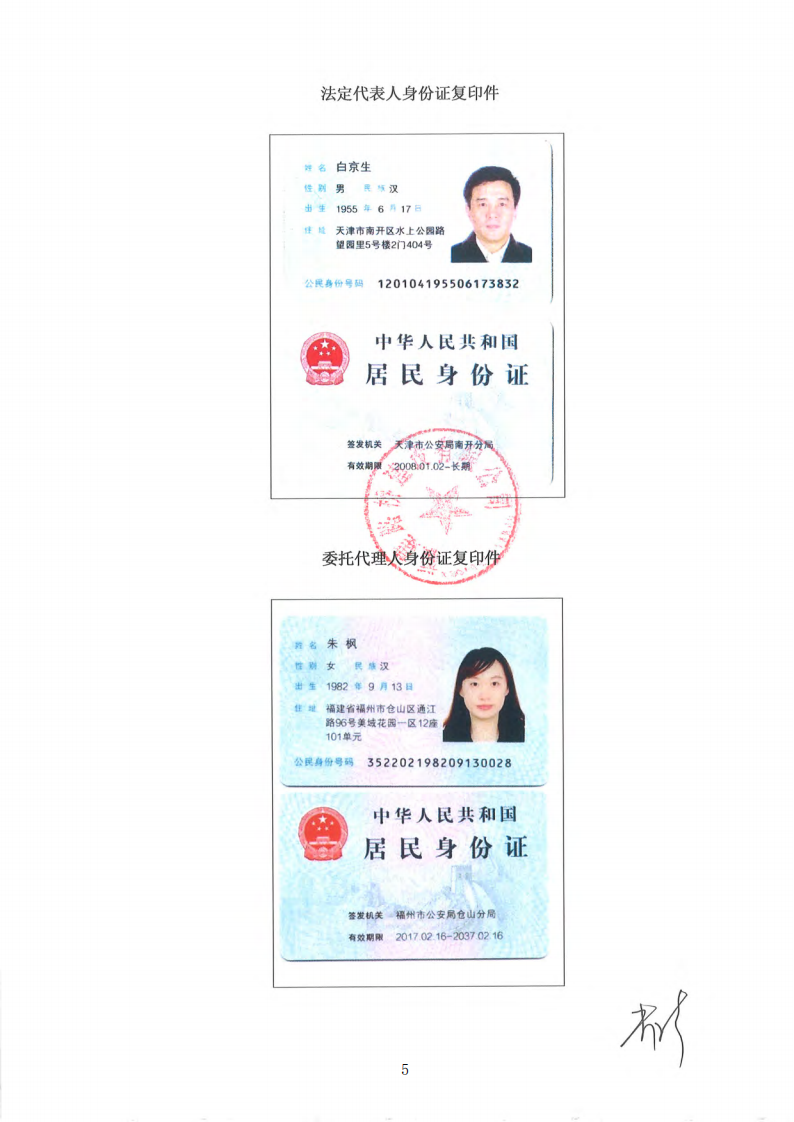 法定代表人身份证复印件
姓名 白京生
性别 男 民族 汉
出生 1955 年 6 月 17 日
住址 天津市南开区水上公园路
望园里5号楼2门404号
公民身份号码 120104195506173832
中华人民共和国
居民身份证
签发机关 天津市公安局南开分局
有效期限 2008.01.02-长期
委托代理人身份证复印件
姓名 朱枫
性别 女 民族 汉
出生 1982 年 9 月 13 日
住址 福建省福州市仓山区通江
路96号美域花园一区12座
101单元
公民身份号码 352202198209130028
中华人民共和国
居民身份证
签发机关 福州市公安局仓山分局
有效期限 2017.02.16-2037.02.16
5